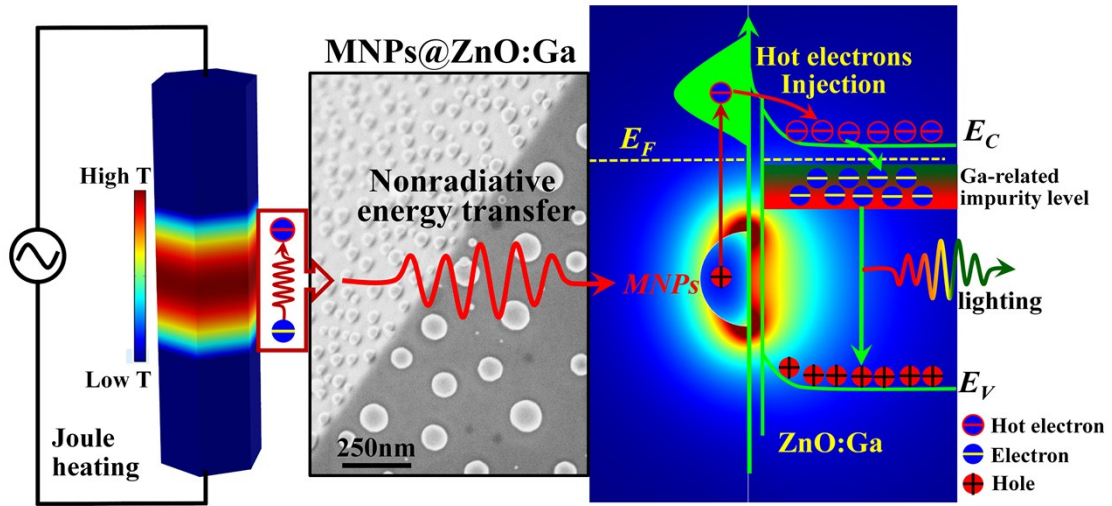 High T
Low T
Joule
heating
MNPs@ZnO:Ga
Nonradiative
energy transfer
250nm
Hot electrons
Injection
E_F
E_C
Ga-related
impurity level
MNPs
lighting
E_V
ZnO:Ga
Hot electron
Electron
Hole